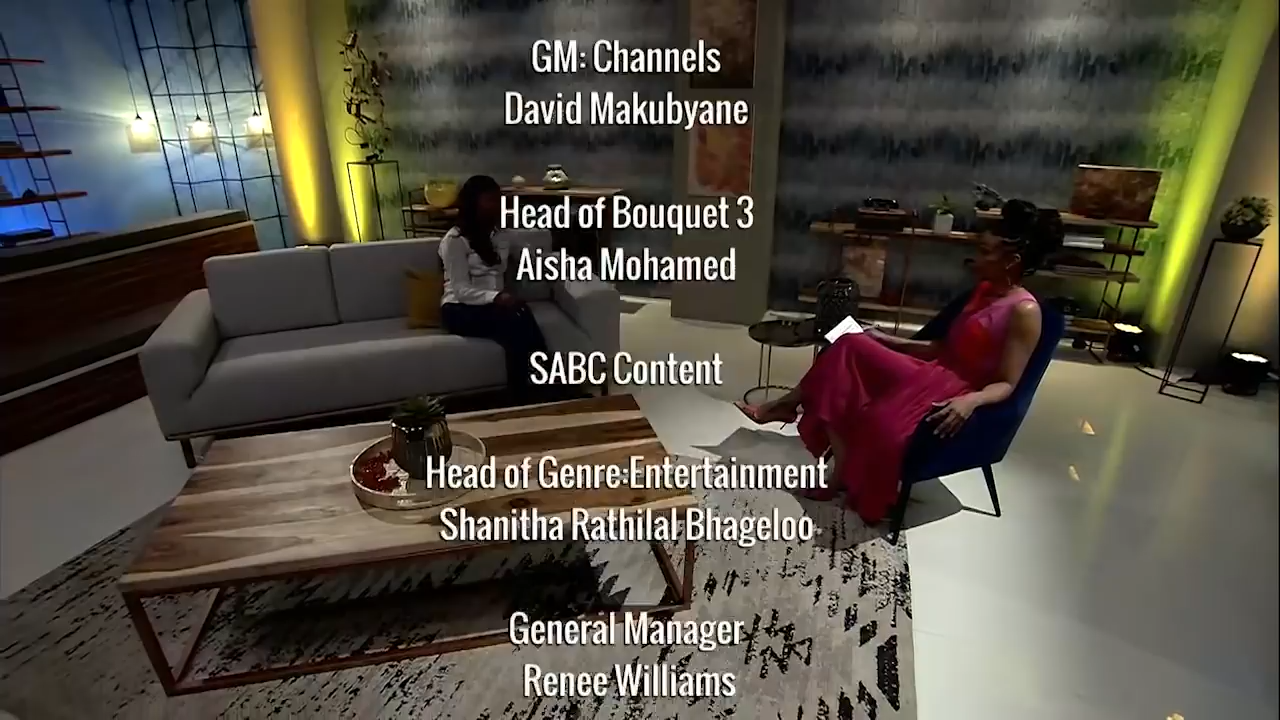 GM: Channels
David Makubyane
Head of Bouquet 3
Aisha Mohamed
SABC Content
Head of Genre:Entertainment
Shanitha Rathilal Bhageloo
General Manager
Renee Williams